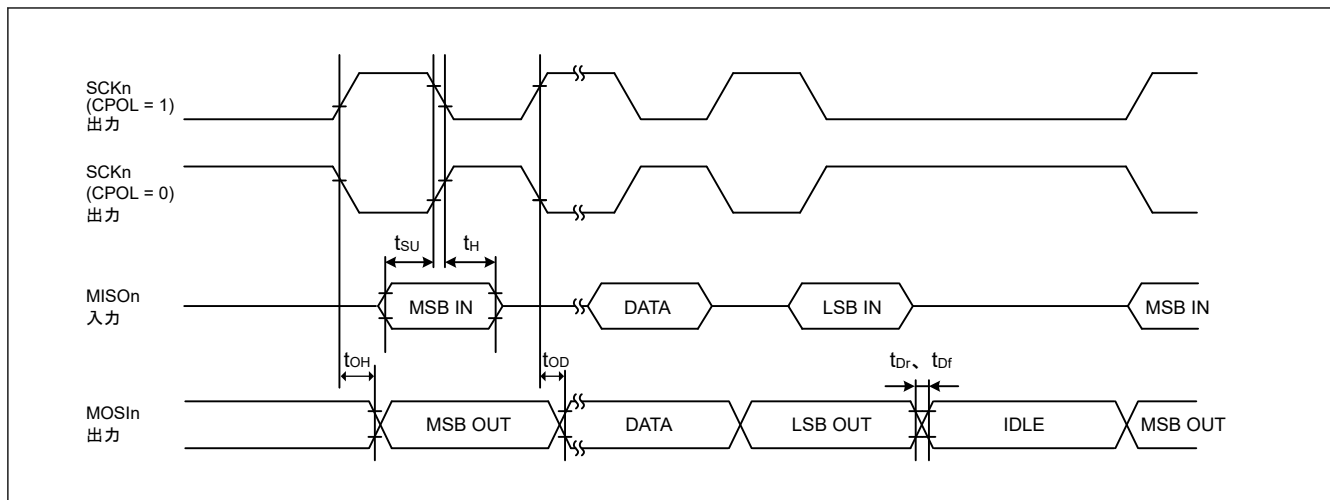 SCKn
(CPOL = 1)
出力
SCKn
(CPOL = 0)
出力
tSU
tH
MISOn
入力
MSB IN
DATA
LSB IN
MSB IN
tOH
tOD
tDr、tDf
MOSIn
出力
MSB OUT
DATA
LSB OUT
IDLE
MSB OUT